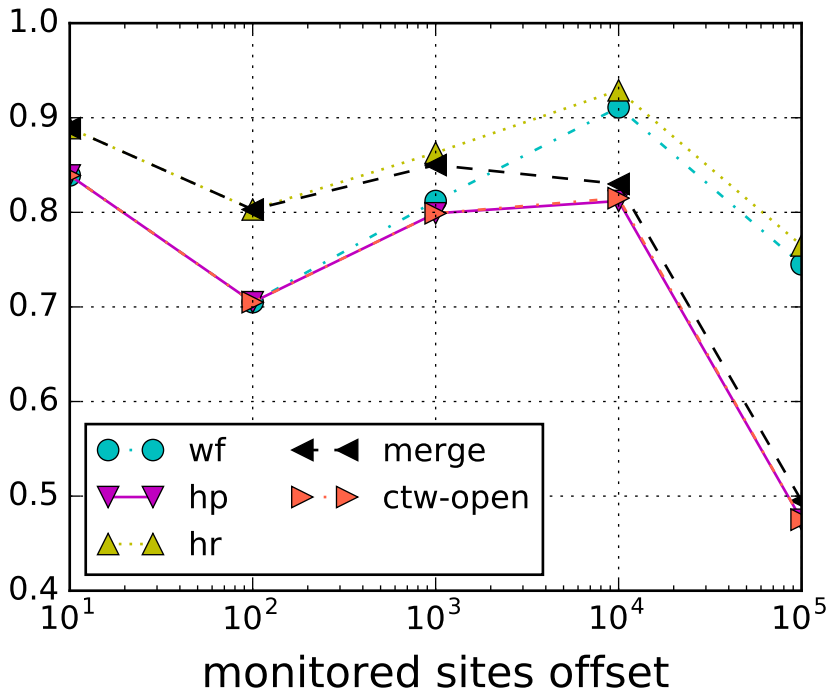 1.0
0.9
0.8
0.7
0.6
0.5
0.4
wf
hp
hr
merge
ctw-open
10¹ 10² 10³ 10⁴ 10⁵
monitored sites offset